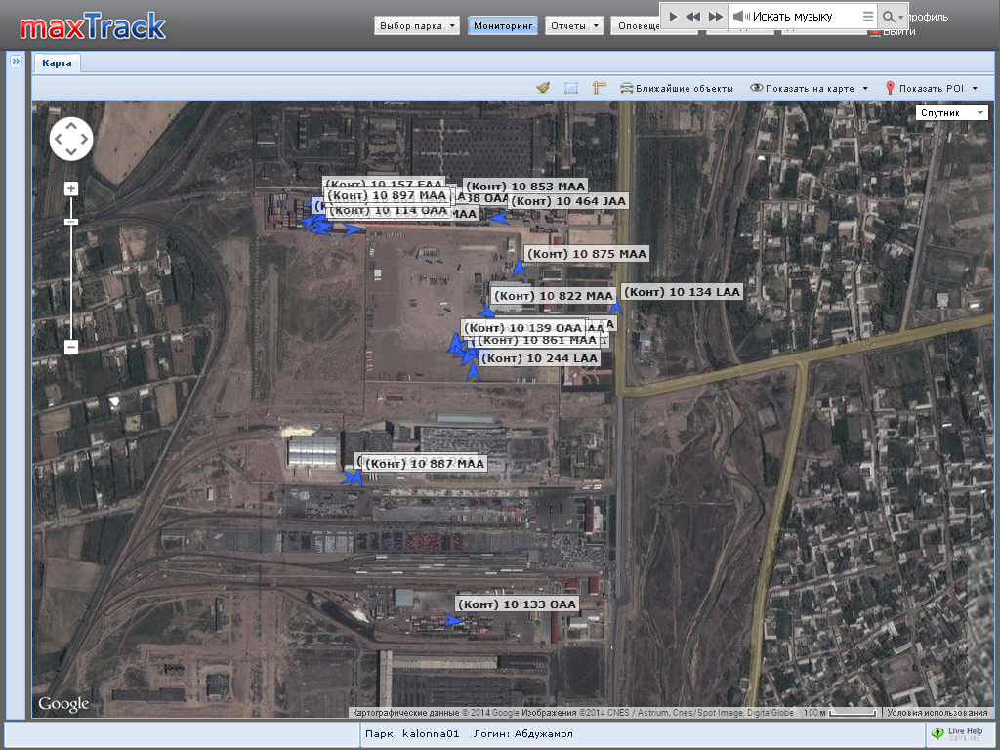 maxTrack
Выбор парка
Мониторинг
Отчеты
Оповеще
Искать музыку
профиль
Выйти
Карта
Ближайшие объекты
Показать на карте
Показать POI
Спутник
(Конт) 10 157 EAA
(Конт) 10 853 MAA
(Конт) 10 897 MAA
38 OAA
(Конт) 10 464 JAA
(Конт) 10 114 OAA
MAA
(Конт) 10 875 MAA
(Конт) 10 822 MAA
(Конт) 10 134 LAA
(Конт) 10 139 OAA
(Конт) 10 861 MAA
(Конт) 10 244 LAA
(Конт) 10 887 MAA
(Конт) 10 133 OAA
Google
Картографические данные © 2014 Google Изображения ©2014 CNES / Astrium, Cnes/Spot Image, DigitalGlobe
100 м
Условия использования
Парк: kalonna01 Логин: Абдужамол
Live Help